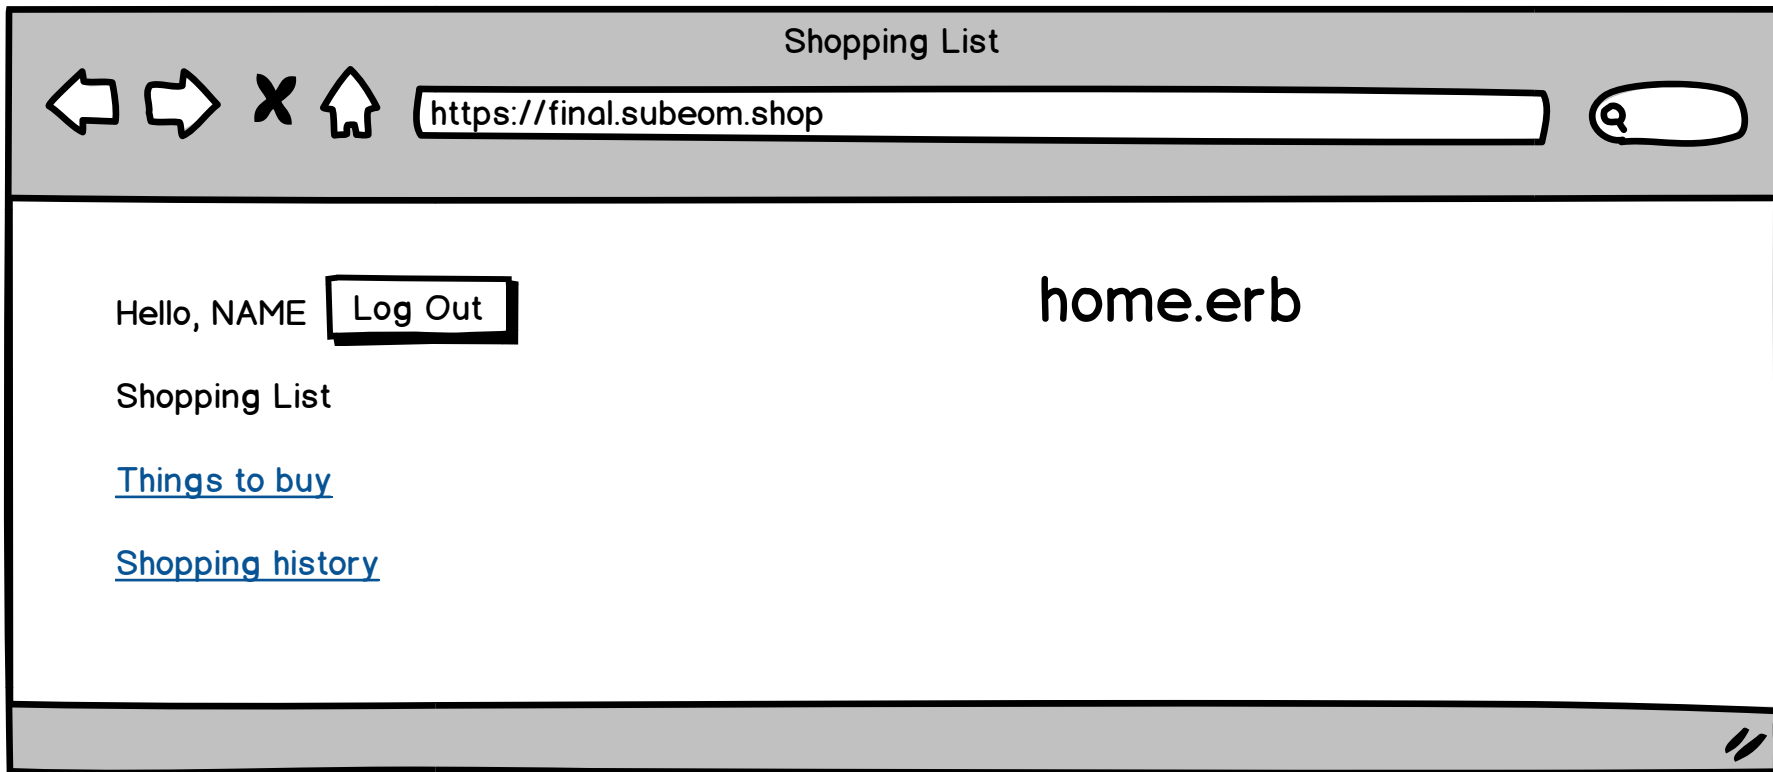 Shopping List
https://final.subeom.shop
Hello, NAME Log Out
home.erb
Shopping List
Things to buy
Shopping history